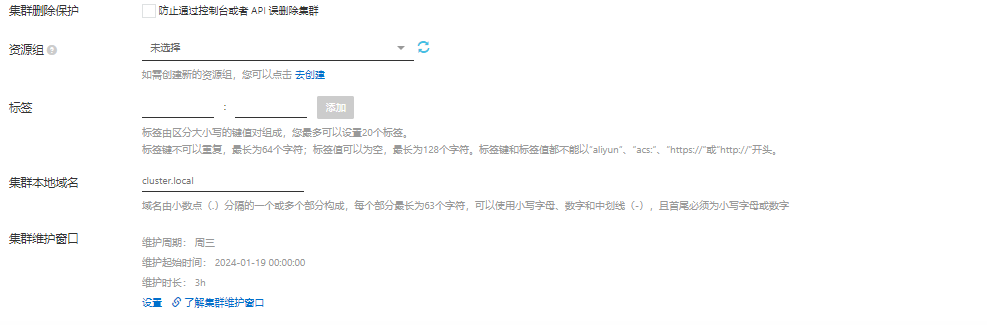 集群删除保护 防止通过控制台或者 API 误删除集群
资源组 ? 未选择
如需创建新的资源组，您可以点击 去创建
标签 : 添加
标签由区分大小写的键值对组成，您最多可以设置20个标签。
标签键不可以重复，最长为64个字符；标签值可以为空，最长为128个字符。标签键和标签值都不能以“aliyun”、“acs:”、“https://”或“http://”开头。
集群本地域名 cluster.local
域名由小数点（.）分隔的一个或多个部分构成，每个部分最长为63个字符，可以使用小写字母、数字和中划线（-），且首尾必须为小写字母或数字
集群维护窗口 维护周期： 周三
维护起始时间： 2024-01-19 00:00:00
维护时长： 3h
设置 了解集群维护窗口